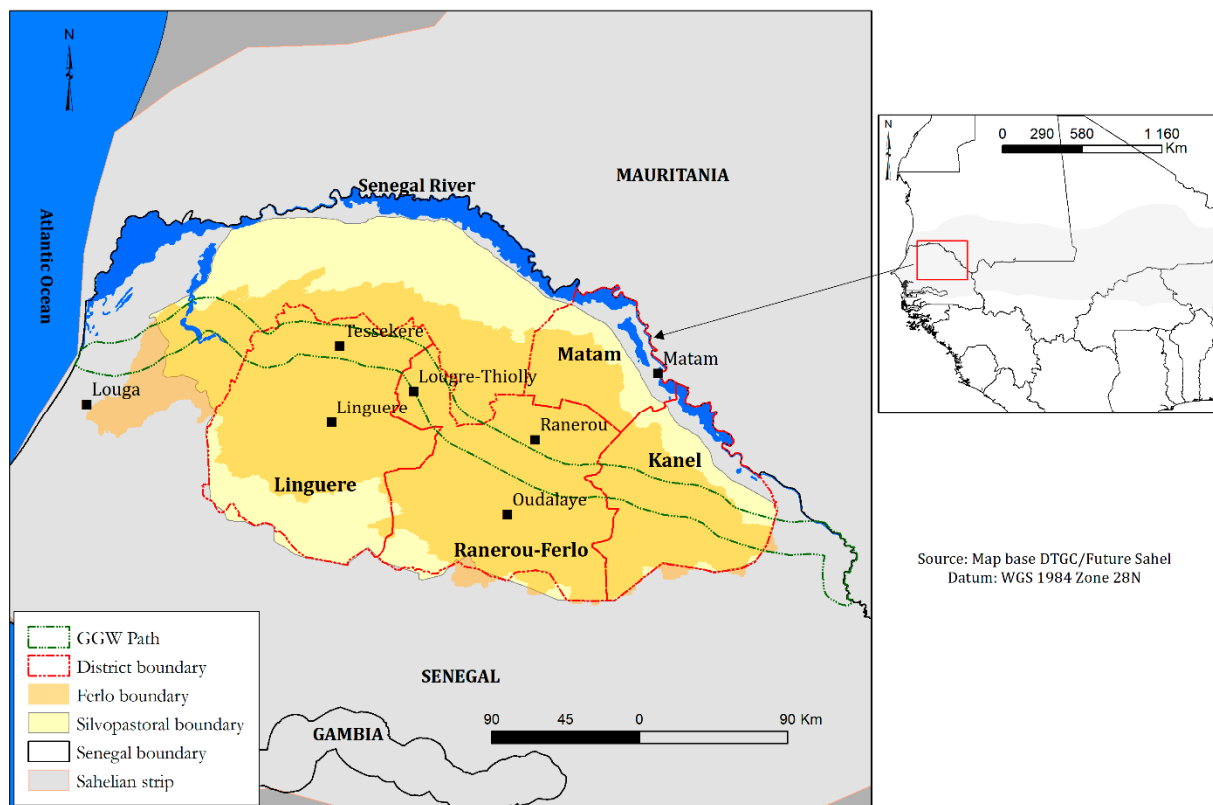 N
Atlantic Ocean
Senegal River
MAURITANIA
Tessekere
Matam
Matam
Louga
Lougre-Thiolly
Linguere
Ranerou
Kanel
Linguere
Oudalaye
Ranerou-Ferlo
SENEGAL
GAMBIA
90 45 0 90 Km
GGW Path
District boundary
Ferlo boundary
Silvopastoral boundary
Senegal boundary
Sahelian strip
N
0 290 580 1 160
Km
Source: Map base DTGC/Future Sahel
Datum: WGS 1984 Zone 28N